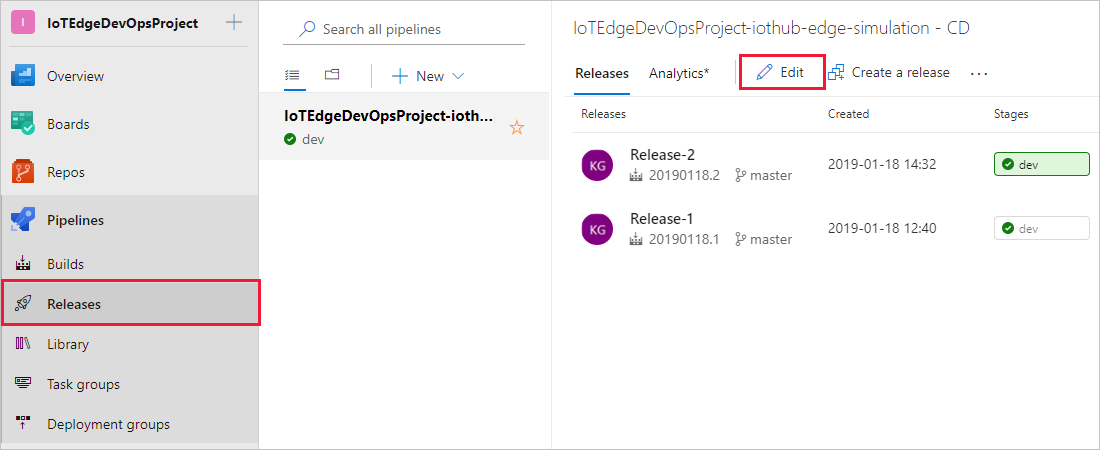 I IoTEdgeDevOpsProject
Overview
Boards
Repos
Pipelines
Builds
Releases
Library
Task groups
Deployment groups
Search all pipelines
New
IoTEdgeDevOpsProject-ioth...
dev
IoTEdgeDevOpsProject-iothub-edge-simulation - CD
Releases Analytics* Edit Create a release ...
Releases Created Stages
KG Release-2 2019-01-18 14:32 dev
20190118.2 master
KG Release-1 2019-01-18 12:40 dev
20190118.1 master